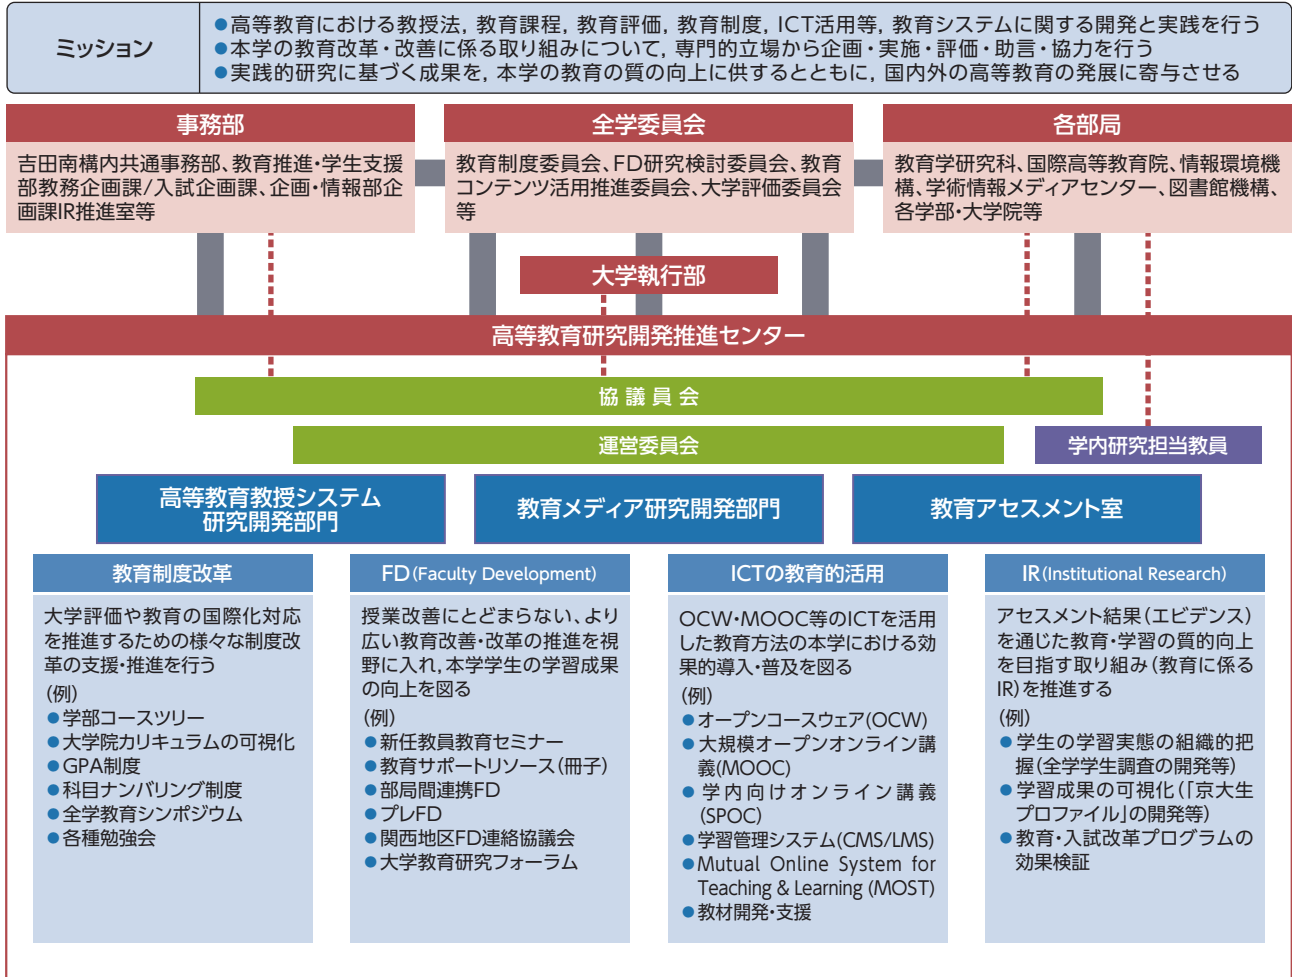 ミッション
●高等教育における教授法, 教育課程, 教育評価, 教育制度, ICT活用等, 教育システムに関する開発と実践を行う
●本学の教育改革・改善に係る取り組みについて, 専門的立場から企画・実施・評価・助言・協力を行う
●実践的研究に基づく成果を, 本学の教育の質の向上に供するとともに, 国内外の高等教育の発展に寄与させる
事務部
吉田南構内共通事務部、教育推進・学生支援
部教務企画課/入試企画課、企画・情報部企
画課IR推進室等
全学委員会
教育制度委員会、FD研究検討委員会、教育
コンテンツ活用推進委員会、大学評価委員会
等
各部局
教育学研究科、国際高等教育院、情報環境機
構、学術情報メディアセンター、図書館機構、
各学部・大学院等
大学執行部
高等教育研究開発推進センター
協議員会
運営委員会
学内研究担当教員
高等教育教授システム
研究開発部門
教育メディア研究開発部門
教育アセスメント室
教育制度改革
大学評価や教育の国際化対応
を推進するための様々な制度改
革の支援・推進を行う
(例)
●学部コースツリー
●大学院カリキュラムの可視化
●GPA制度
●科目ナンバリング制度
●全学教育シンポジウム
●各種勉強会
FD(Faculty Development)
授業改善にとどまらない、より
広い教育改善・改革の推進を視
野に入れ, 本学学生の学習成果
の向上を図る
(例)
●新任教員教育セミナー
●教育サポートリソース(冊子)
●部局間連携FD
●プレFD
●関西地区FD連絡協議会
●大学教育研究フォーラム
ICTの教育的活用
OCW・MOOC等のICTを活用
した教育方法の本学における効
果的導入・普及を図る
(例)
●オープンコースウェア(OCW)
●大規模オープンオンライン講
義(MOOC)
●学内向けオンライン講義
(SPOC)
●学習管理システム(CMS/LMS)
●Mutual Online System for
Teaching & Learning (MOST)
●教材開発・支援
IR(Institutional Research)
アセスメント結果(エビデンス)
を通じた教育・学習の質的向上
を目指す取り組み(教育に係る
IR)を推進する
(例)
●学生の学習実態の組織的把
握(全学学生調査の開発等)
●学習成果の可視化(「京大生
プロファイル」の開発等)
●教育・入試改革プログラムの
効果検証